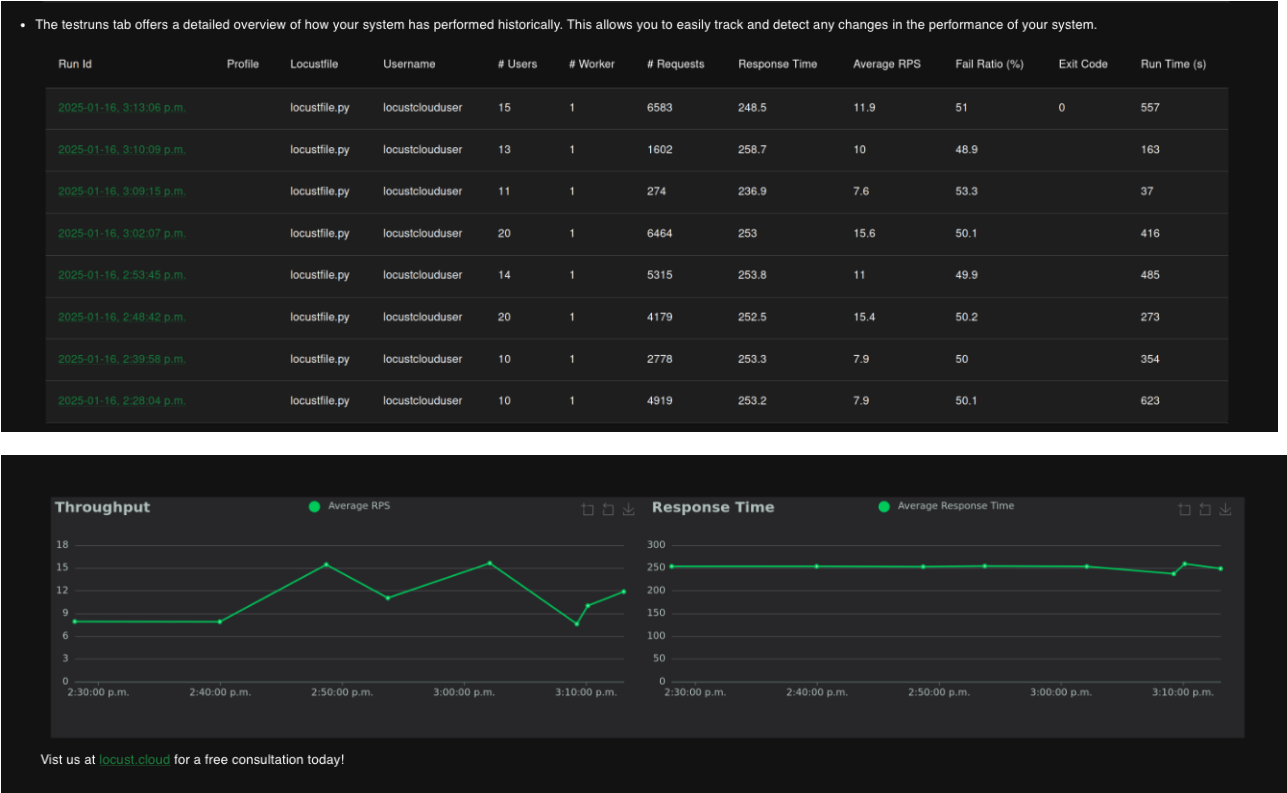 • The testruns tab offers a detailed overview of how your system has performed historically. This allows you to easily track and detect any changes in the performance of your system.
Run Id Profile Locustfile Username # Users # Worker # Requests Response Time Average RPS Fail Ratio (%) Exit Code Run Time (s)
2025-01-16, 3:13:06 p.m. locustfile.py locustclouduser 15 1 6583 248.5 11.9 51 0 557
2025-01-16, 3:10:09 p.m. locustfile.py locustclouduser 13 1 1602 258.7 10 48.9 163
2025-01-16, 3:09:15 p.m. locustfile.py locustclouduser 11 1 274 236.9 7.6 53.3 37
2025-01-16, 3:02:07 p.m. locustfile.py locustclouduser 20 1 6464 253 15.6 50.1 416
2025-01-16, 2:53:45 p.m. locustfile.py locustclouduser 14 1 5315 253.8 11 49.9 485
2025-01-16, 2:48:42 p.m. locustfile.py locustclouduser 20 1 4179 252.5 15.4 50.2 273
2025-01-16, 2:39:58 p.m. locustfile.py locustclouduser 10 1 2778 253.3 7.9 50 354
2025-01-16, 2:28:04 p.m. locustfile.py locustclouduser 10 1 4919 253.2 7.9 50.1 623
Throughput Average RPS
18
15
12
9
6
3
0
2:30:00 p.m. 2:40:00 p.m. 2:50:00 p.m. 3:00:00 p.m. 3:10:00 p.m.
Response Time Average Response Time
300
250
200
150
100
50
0
2:30:00 p.m. 2:40:00 p.m. 2:50:00 p.m. 3:00:00 p.m. 3:10:00 p.m.
Vist us at locust.cloud for a free consultation today!